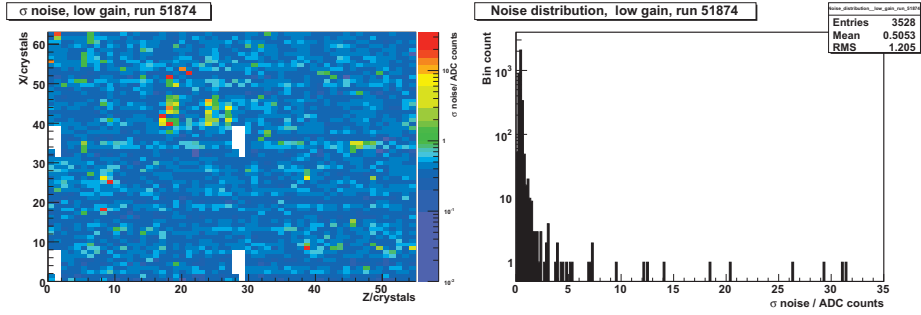 σ noise, low gain, run 51874
X/crystals
60
50
40
30
20
10
0
0 10 20 30 40 50
Z/crystals
10
1
10⁻¹
10⁻²
σ noise/ ADC counts
Noise distribution, low gain, run 51874
Noise_distribution__low_gain_run_51874
Entries 3528
Mean 0.5053
RMS 1.205
Bin count
10³
10²
10
1
0 5 10 15 20 25 30 35
σ noise / ADC counts